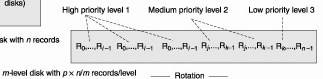 disks)
High priority level 1 Medium priority level 2 Low priority level 3
sk with n records
R₀,...,Rᵢ₋₁ R₀,...,Rᵢ₋₁ R₀,...,Rᵢ₋₁ Rⱼ,...,Rₖ₋₁ Rⱼ,...,Rₖ₋₁ Rₖ,...,Rₙ₋₁
m-level disk with p × n/m records/level Rotation